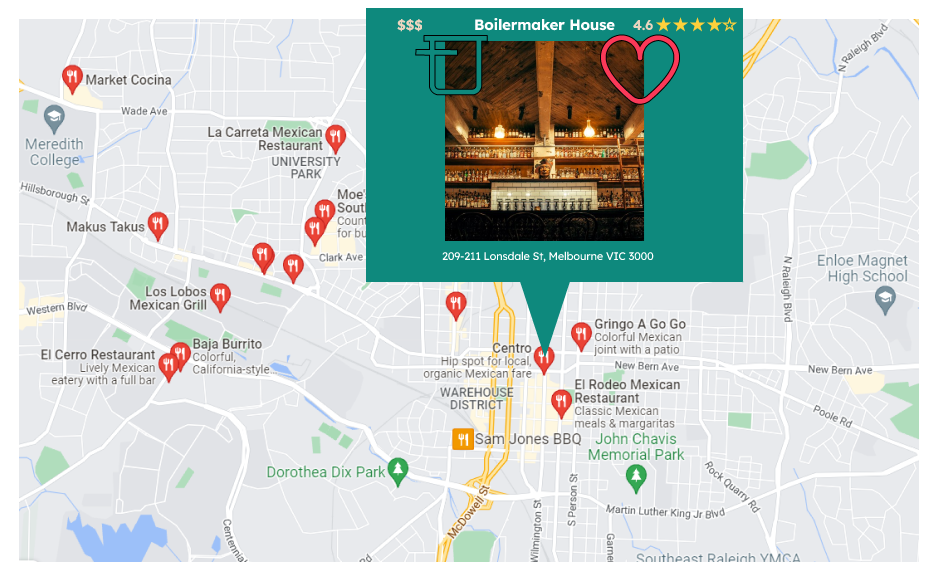 $$$ Boilermaker House 4.6
209-211 Lonsdale St, Melbourne VIC 3000
Market Cocina
Wade Ave
Meredith
College
La Carreta Mexican
Restaurant
UNIVERSITY
PARK
N Raleigh Blvd
Hillsborough St
Makus Takus
Moe's
Sout
Count
for bu
Clark Ave
Enloe Magnet
High School
N Raleigh Blvd
Los Lobos
Mexican Grill
Western Blvd
El Cerro Restaurant
Lively Mexican
eatery with a full bar
Baja Burrito
Colorful,
California-style...
Centro
Hip spot for local,
organic Mexican fare
Gringo A Go Go
Colorful Mexican
joint with a patio
New Bern Ave
New Bern Ave
WAREHOUSE
DISTRICT
El Rodeo Mexican
Restaurant
Classic Mexican
meals & margaritas
Poole Rd
Sam Jones BBQ
John Chavis
Memorial Park
Dorothea Dix Park
Rock Quarry Rd
McDowell St
S Person St
Wilmington St
Martin Luther King Jr Blvd
Centennial
Rd
Garne
Southeast Raleigh YMCA